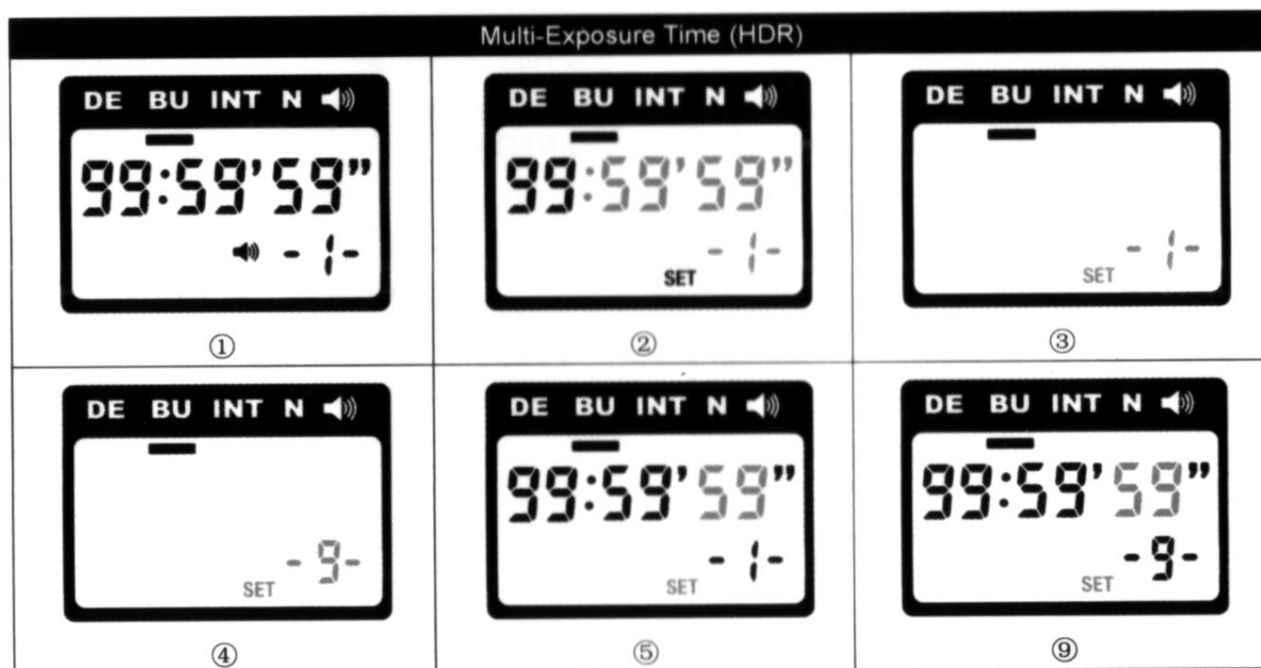 Multi-Exposure Time (HDR)
DE BU INT N
99:59’59”
-1-
①
DE BU INT N
99:59’59”
-1-
SET
②
DE BU INT N
-1-
SET
③
DE BU INT N
-9-
SET
④
DE BU INT N
99:59’59”
-1-
SET
⑤
DE BU INT N
99:59’59”
-9-
SET
⑨